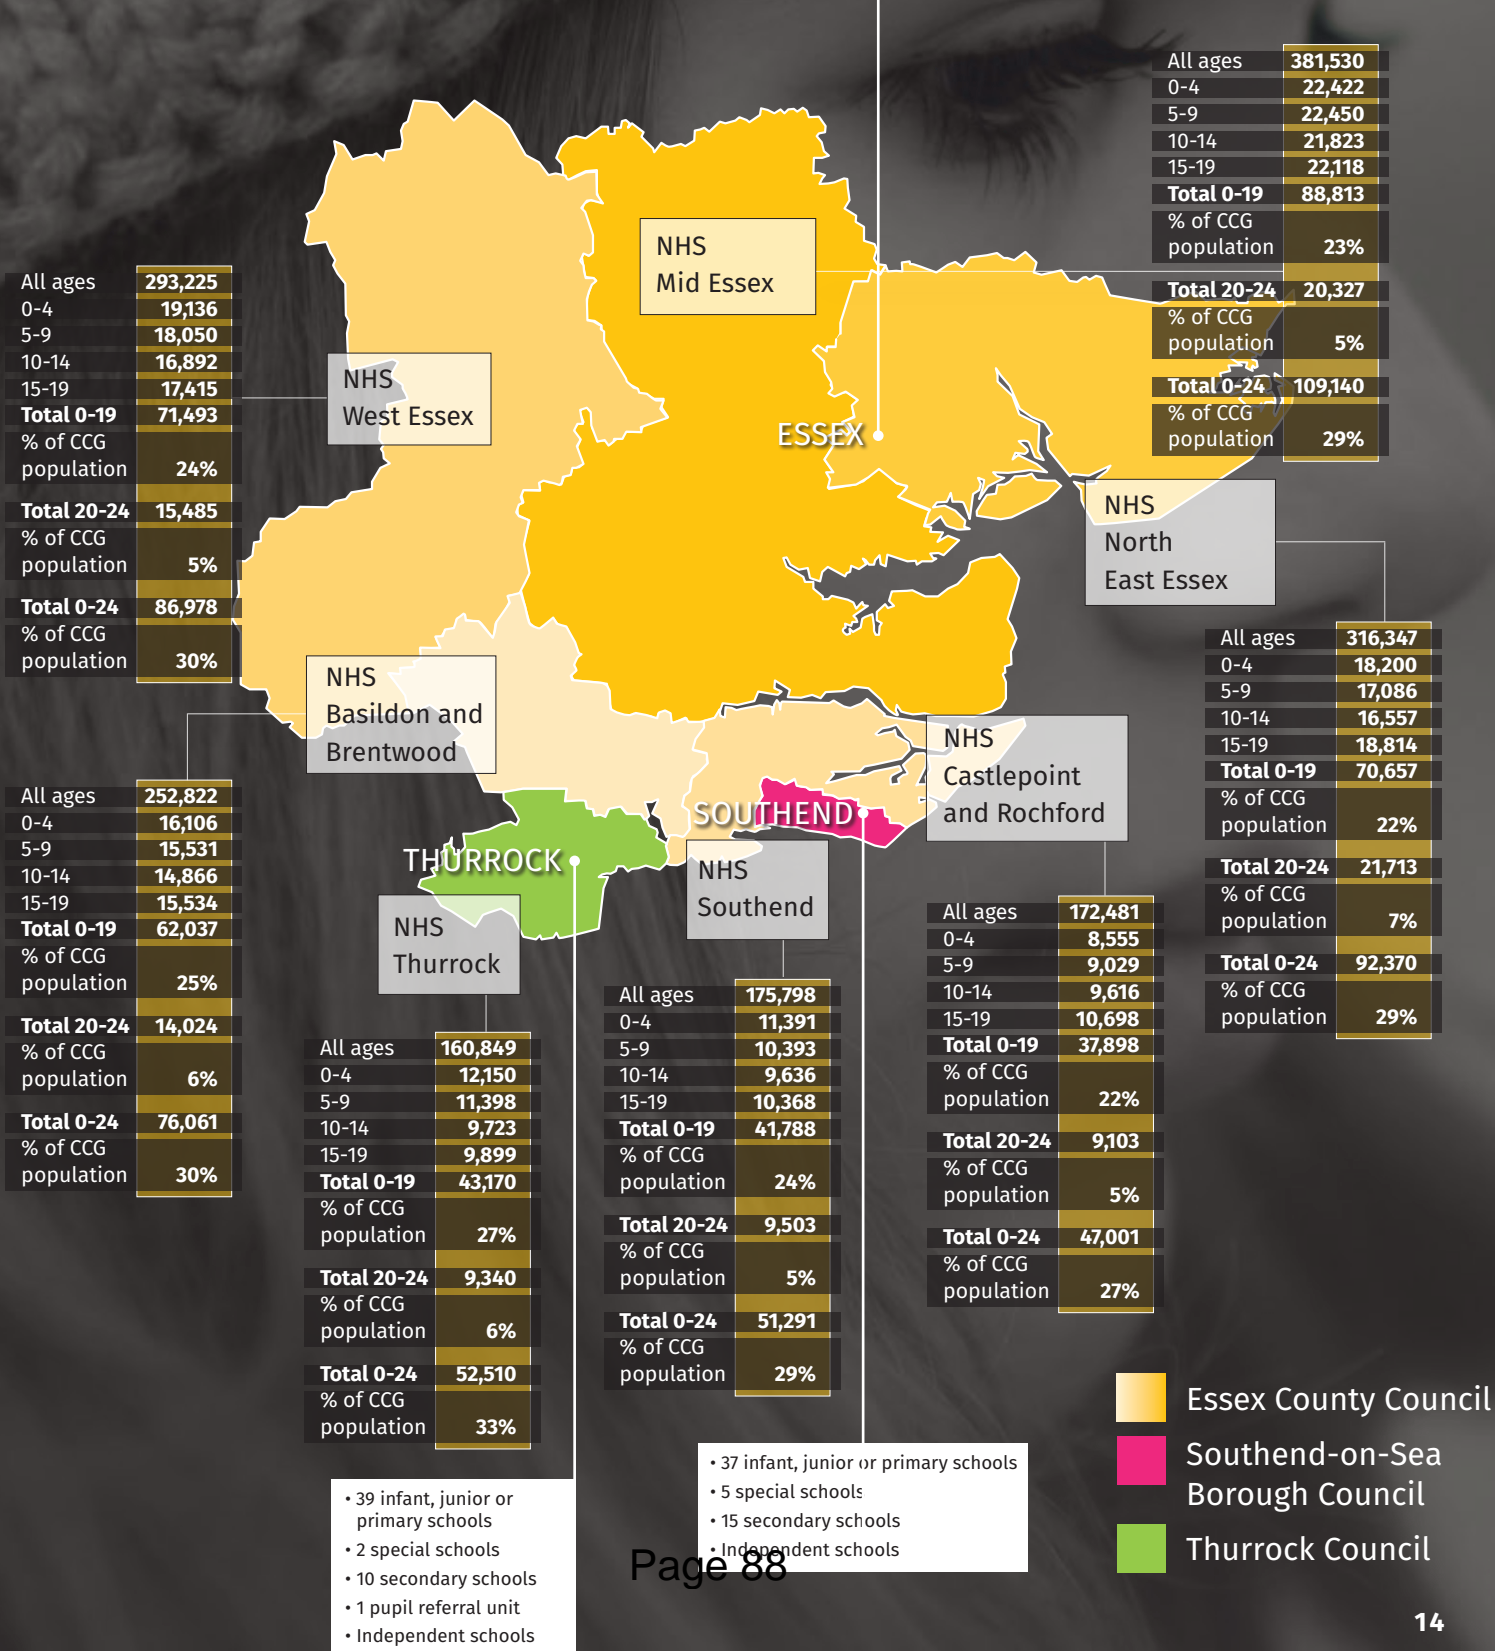 All ages 381,530
0-4 22,422
5-9 22,450
10-14 21,823
15-19 22,118
Total 0-19 88,813
% of CCG
population 23%
Total 20-24 20,327
% of CCG
population 5%
Total 0-24 109,140
% of CCG
population 29%
NHS
Mid Essex
All ages 293,225
0-4 19,136
5-9 18,050
10-14 16,892
15-19 17,415
Total 0-19 71,493
% of CCG
population 24%
Total 20-24 15,485
% of CCG
population 5%
Total 0-24 86,978
% of CCG
population 30%
NHS
West Essex
ESSEX
NHS
North
East Essex
All ages 316,347
0-4 18,200
5-9 17,086
10-14 16,557
15-19 18,814
Total 0-19 70,657
% of CCG
population 22%
Total 20-24 21,713
% of CCG
population 7%
Total 0-24 92,370
% of CCG
population 29%
NHS
Basildon and
Brentwood
All ages 252,822
0-4 16,106
5-9 15,531
10-14 14,866
15-19 15,534
Total 0-19 62,037
% of CCG
population 25%
Total 20-24 14,024
% of CCG
population 6%
Total 0-24 76,061
% of CCG
population 30%
NHS
Castlepoint
and Rochford
All ages 172,481
0-4 8,555
5-9 9,029
10-14 9,616
15-19 10,698
Total 0-19 37,898
% of CCG
population 22%
Total 20-24 9,103
% of CCG
population 5%
Total 0-24 47,001
% of CCG
population 27%
SOUTHEND
THURROCK
NHS
Southend
All ages 175,798
0-4 11,391
5-9 10,393
10-14 9,636
15-19 10,368
Total 0-19 41,788
% of CCG
population 24%
Total 20-24 9,503
% of CCG
population 5%
Total 0-24 51,291
% of CCG
population 29%
NHS
Thurrock
All ages 160,849
0-4 12,150
5-9 11,398
10-14 9,723
15-19 9,899
Total 0-19 43,170
% of CCG
population 27%
Total 20-24 9,340
% of CCG
population 6%
Total 0-24 52,510
% of CCG
population 33%
• 39 infant, junior or
primary schools
• 2 special schools
• 10 secondary schools
• 1 pupil referral unit
• Independent schools
• 37 infant, junior or primary schools
• 5 special schools
• 15 secondary schools
• Independent schools
Essex County Council
Southend-on-Sea
Borough Council
Thurrock Council
Page 88
14